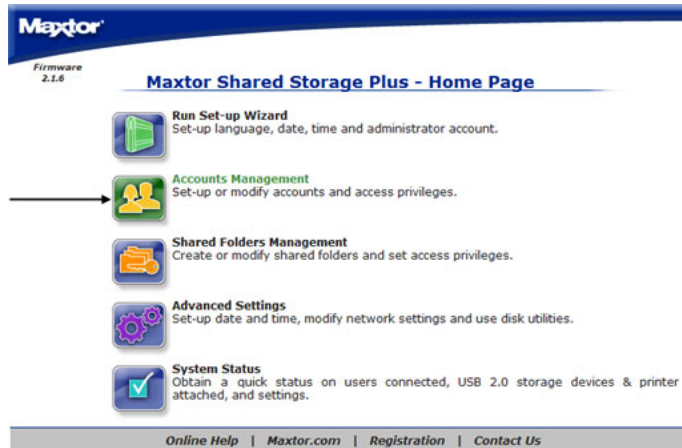 Maxtor
Firmware
2.1.6
Maxtor Shared Storage Plus - Home Page
Run Set-up Wizard
Set-up language, date, time and administrator account.
Accounts Management
Set-up or modify accounts and access privileges.
Shared Folders Management
Create or modify shared folders and set access privileges.
Advanced Settings
Set-up date and time, modify network settings and use disk utilities.
System Status
Obtain a quick status on users connected, USB 2.0 storage devices & printer
attached, and settings.
Online Help | Maxtor.com | Registration | Contact Us